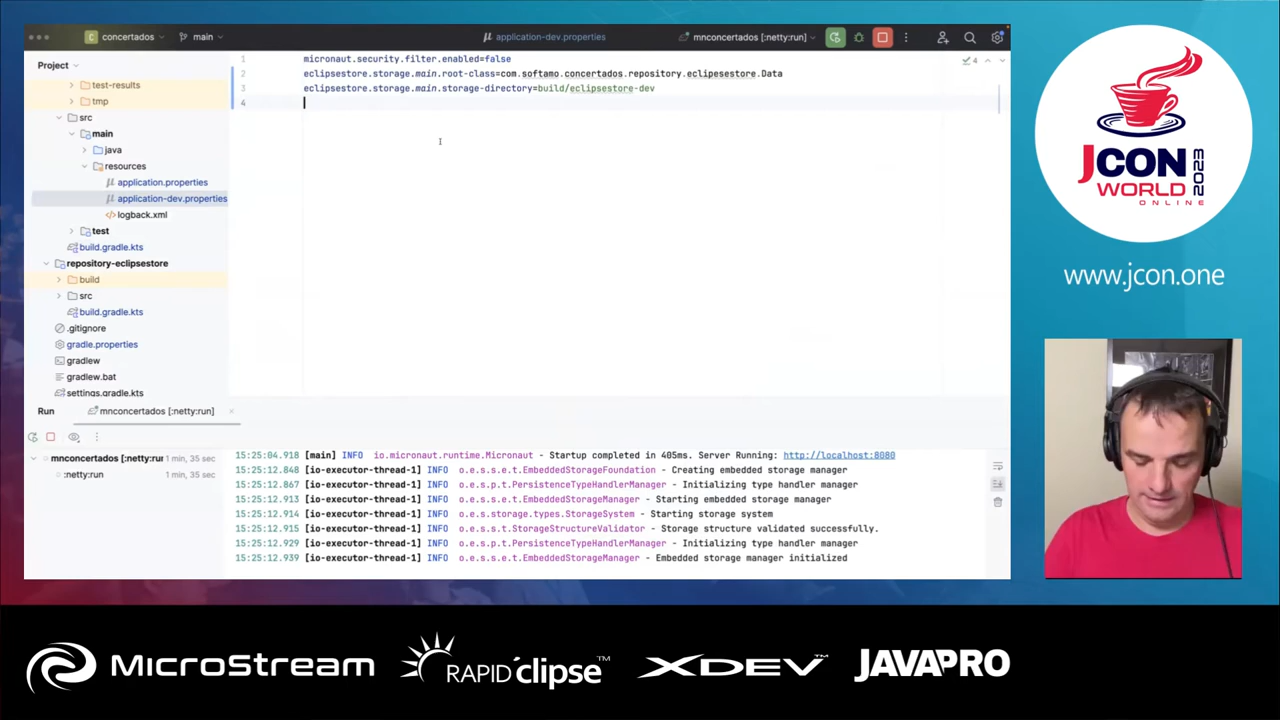 concertados
main
application-dev.properties
mnconcertados [:netty:run]
Project
test-results
tmp
src
main
java
resources
application.properties
application-dev.properties
logback.xml
test
build.gradle.kts
repository-eclipsestore
build
src
build.gradle.kts
.gitignore
gradle.properties
gradlew
gradlew.bat
settings.gradle.kts
1 micronaut.security.filter.enabled=false
2 eclipsestore.storage.main.root-class=com.softamo.concertados.repository.eclipsestore.Data
3 eclipsestore.storage.main.storage-directory=build/eclipsestore-dev
4
4
Run
mnconcertados [:netty:run]
mnconcertados [:netty:rur 1 min, 35 sec
:netty:run 1 min, 35 sec
15:25:04.918 [main] INFO io.micronaut.runtime.Micronaut - Startup completed in 405ms. Server Running: http://localhost:8080
15:25:12.848 [io-executor-thread-1] INFO o.e.s.s.e.t.EmbeddedStorageFoundation - Creating embedded storage manager
15:25:12.867 [io-executor-thread-1] INFO o.e.s.p.t.PersistenceTypeHandlerManager - Initializing type handler manager
15:25:12.913 [io-executor-thread-1] INFO o.e.s.s.e.t.EmbeddedStorageManager - Starting embedded storage manager
15:25:12.914 [io-executor-thread-1] INFO o.e.s.storage.types.StorageSystem - Starting storage system
15:25:12.915 [io-executor-thread-1] INFO o.e.s.s.t.StorageStructureValidator - Storage structure validated successfully.
15:25:12.929 [io-executor-thread-1] INFO o.e.s.p.t.PersistenceTypeHandlerManager - Initializing type handler manager
15:25:12.939 [io-executor-thread-1] INFO o.e.s.s.e.t.EmbeddedStorageManager - Embedded storage manager initialized
JCON
WORLD
2023
ONLINE
www.jcon.one
MicroStream
RAPID'clipse™
XDEV™
JAVAPRO